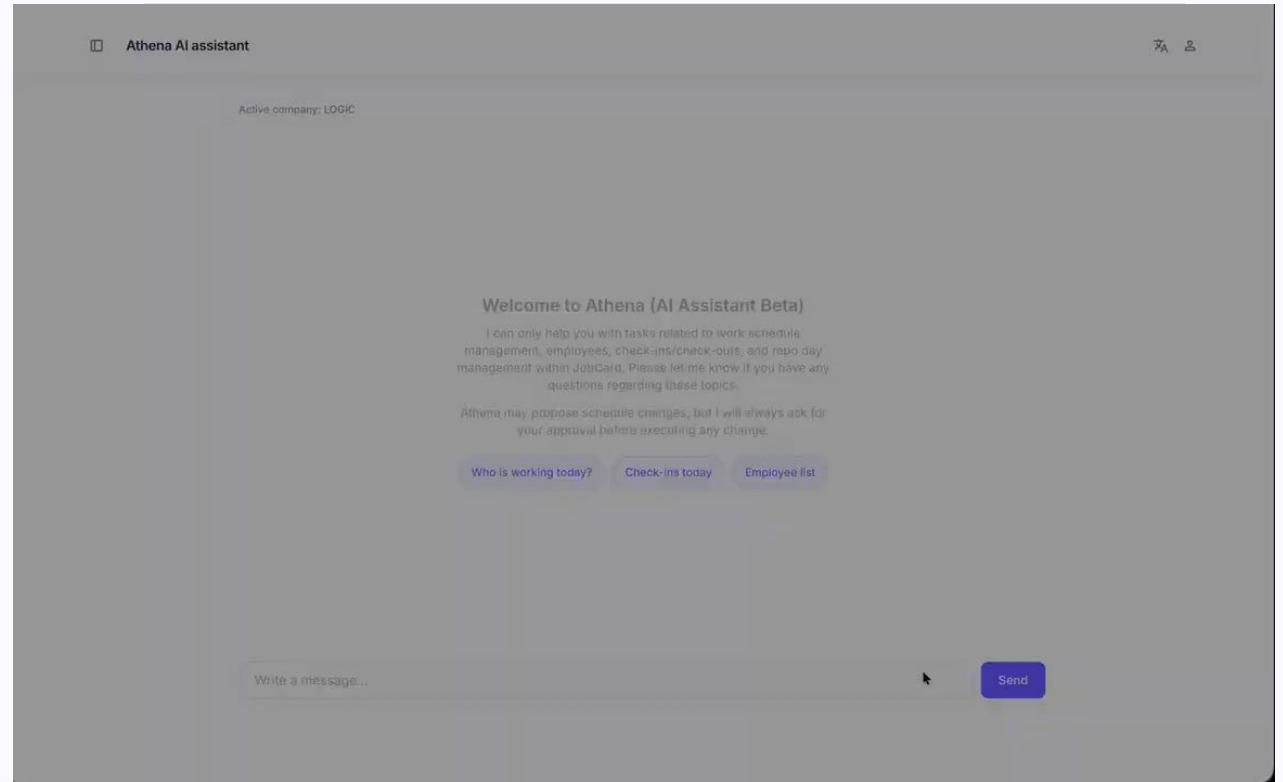 Athena AI assistant
Active company: LOGIC
Welcome to Athena (AI Assistant Beta)
I can only help you with tasks related to work schedule
management, employees, check-ins/check-outs, and repo day
management within JobCard. Please let me know if you have any
questions regarding these topics.
Athena may propose schedule changes, but I will always ask for
your approval before executing any change.
Who is working today?
Check-ins today
Employee list
Write a message...
Send